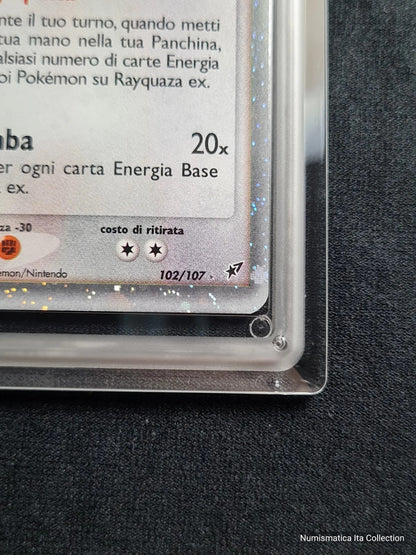 nte il tuo turno, quando metti
tua mano nella tua Panchina,
alsiasi numero di carte Energia
oi Pokémon su Rayquaza ex.
mba 20x
er ogni carta Energia Base
ex.
za -30 costo di ritirata
émon/Nintendo 102/107
Numismatica Ita Collection